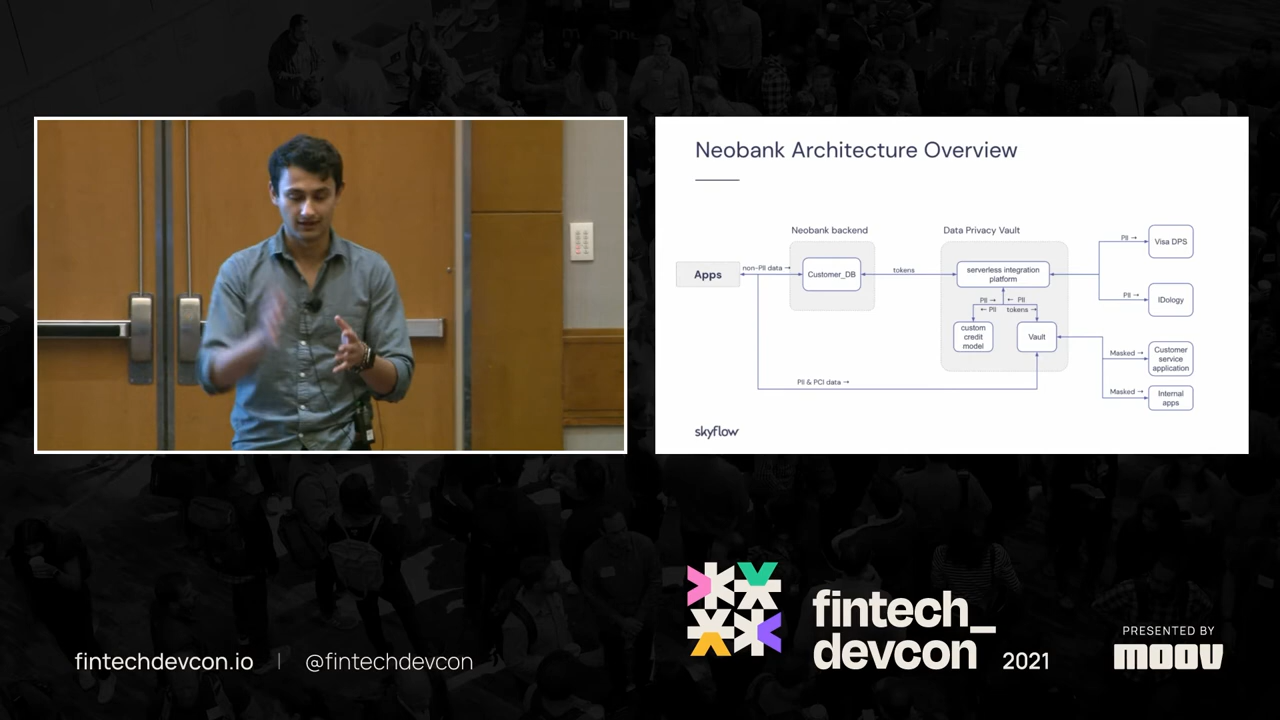 Neobank Architecture Overview
Neobank backend
Data Privacy Vault
Apps
non-PII data →
Customer_DB
tokens
serverless integration
platform
PII →
← PII
← PII
tokens →
custom
credit
model
Vault
PII & PCI data →
PII →
Visa DPS
PII →
IDology
Masked →
Customer
service
application
Masked →
Internal
apps
skyflow
fintechdevcon.io | @fintechdevcon
fintech_
devcon 2021
PRESENTED BY
moov